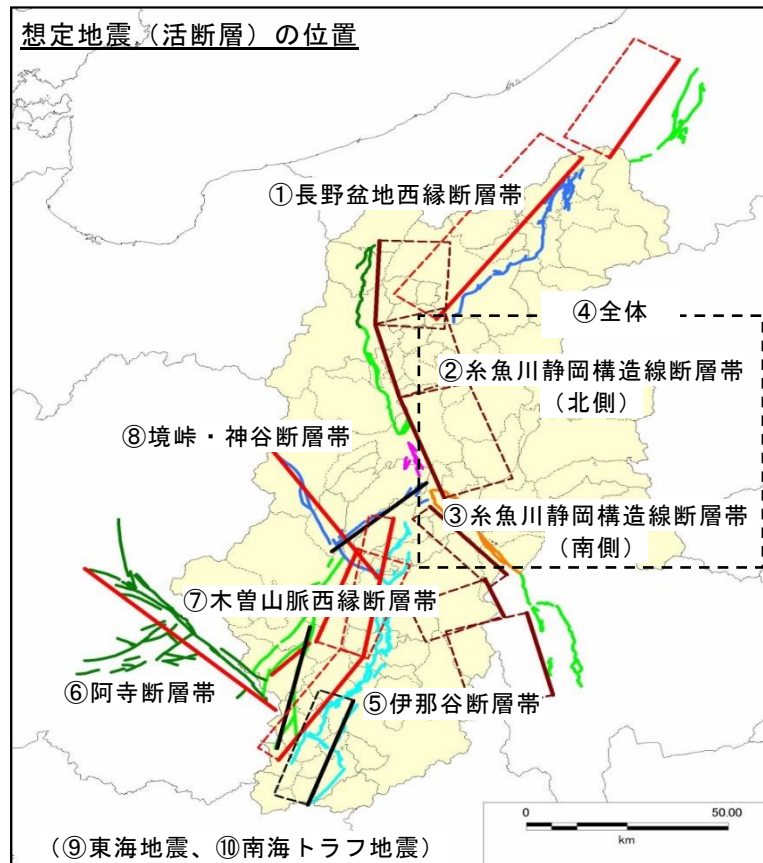 想定地震（活断層）の位置
①長野盆地西縁断層帯
④全体
②糸魚川静岡構造線断層帯
（北側）
⑧境峠・神谷断層帯
③糸魚川静岡構造線断層帯
（南側）
⑦木曽山脈西縁断層帯
⑥阿寺断層帯
⑤伊那谷断層帯
0 50.00
km
（⑨東海地震、⑩南海トラフ地震）